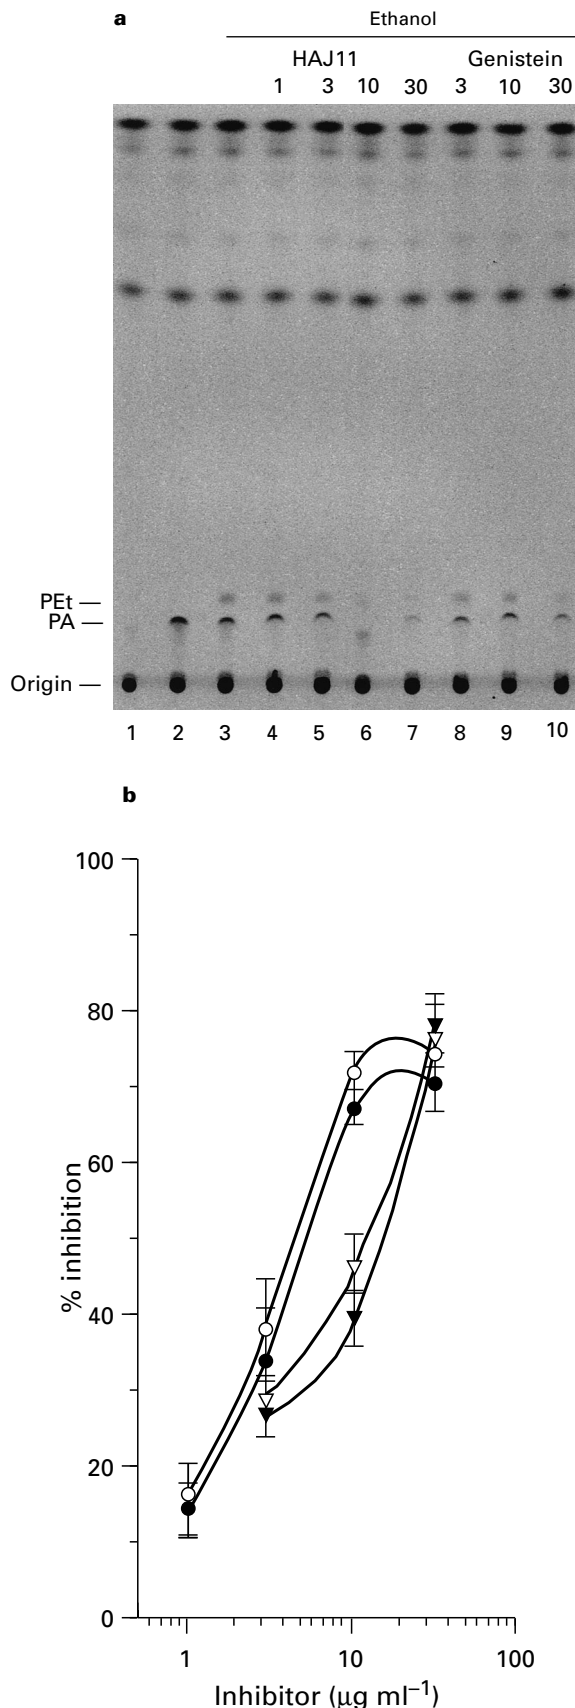 a
Ethanol
HAJ11 Genistein
1 3 10 30 3 10 30
PEt
PA
Origin
1 2 3 4 5 6 7 8 9 10
b
100
80
60
40
20
0
% inhibition
1 10 100
Inhibitor (μg ml⁻¹)